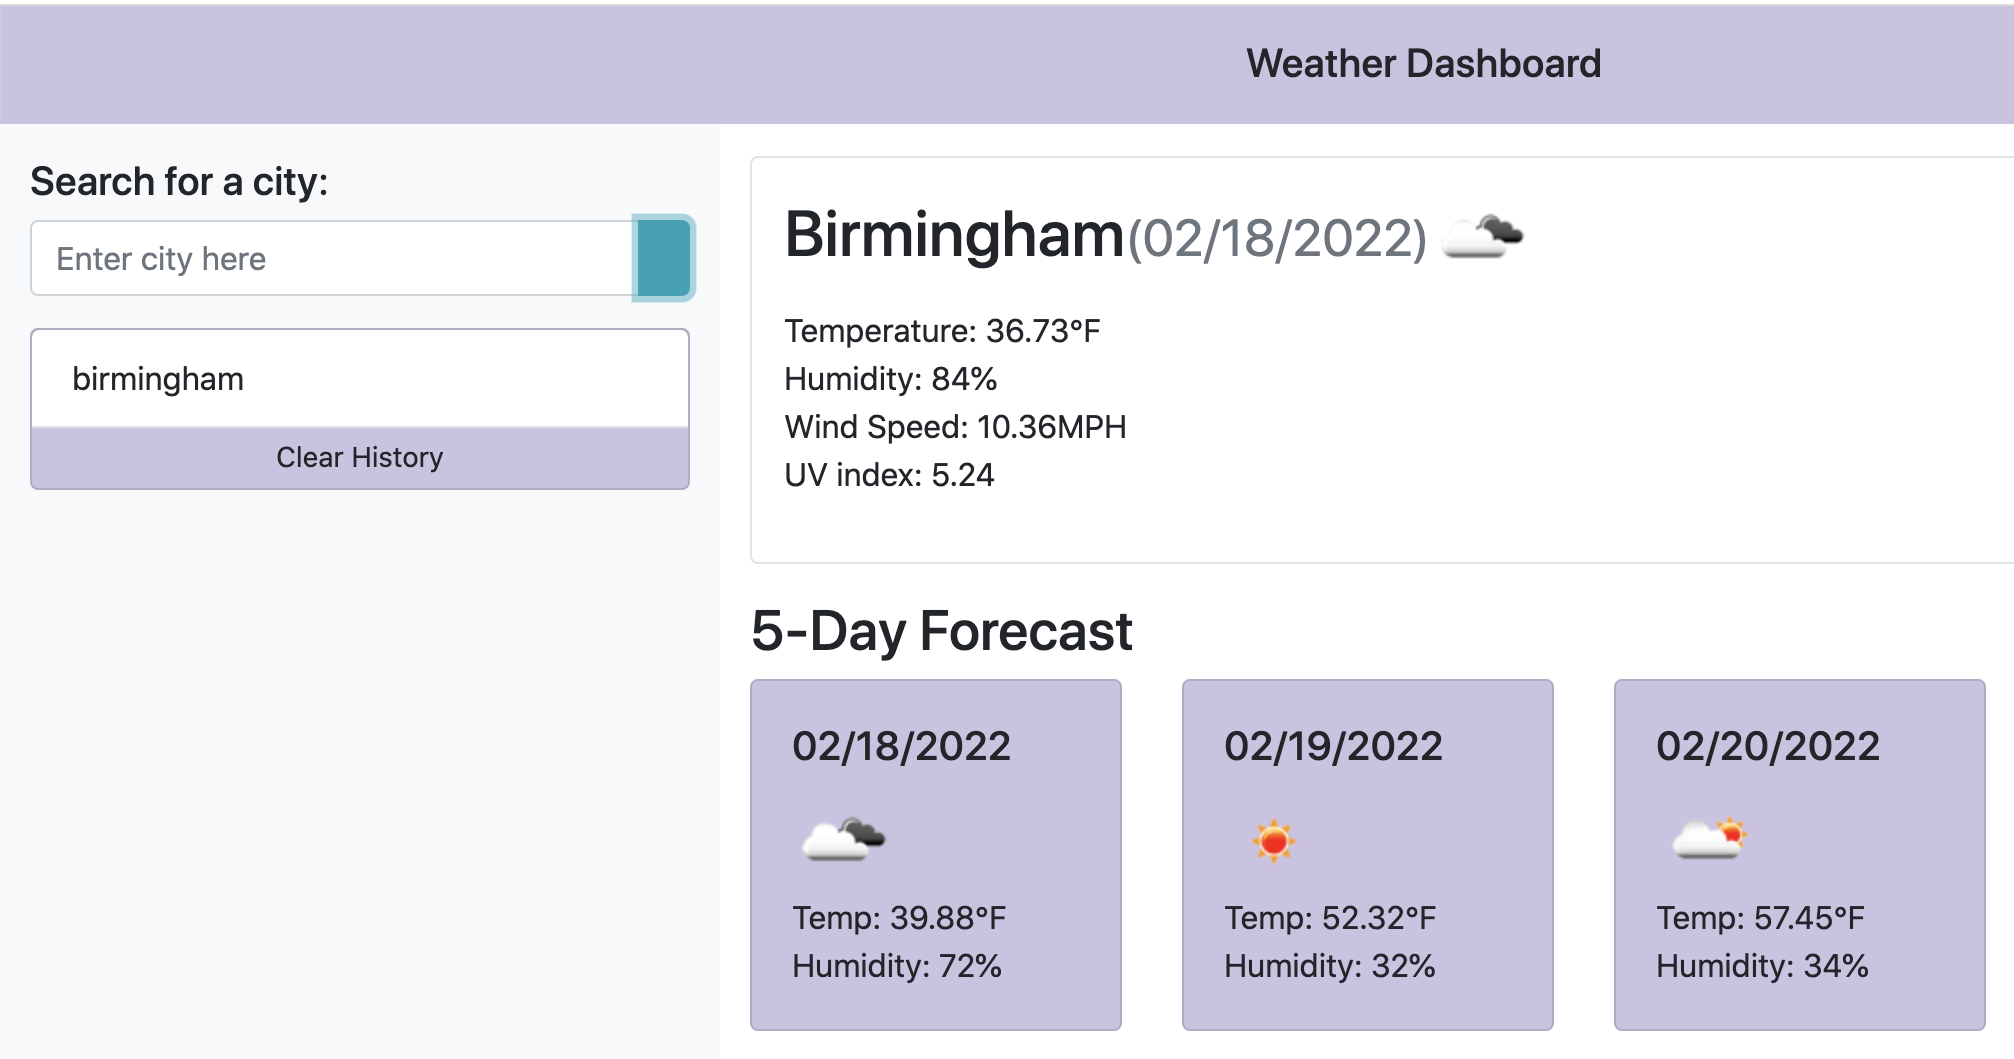 Weather Dashboard
Search for a city:
Enter city here
birmingham
Clear History
Birmingham(02/18/2022)
Temperature: 36.73°F
Humidity: 84%
Wind Speed: 10.36MPH
UV index: 5.24
5-Day Forecast
02/18/2022
Temp: 39.88°F
Humidity: 72%
02/19/2022
Temp: 52.32°F
Humidity: 32%
02/20/2022
Temp: 57.45°F
Humidity: 34%